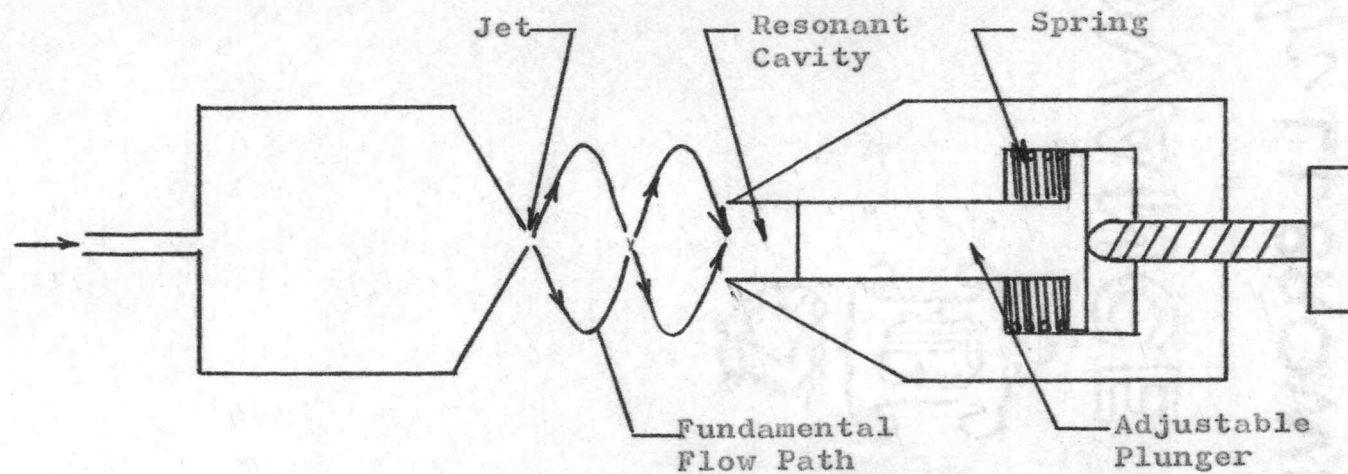 Jet
Resonant
Cavity
Spring
Fundamental
Flow Path
Adjustable
Plunger